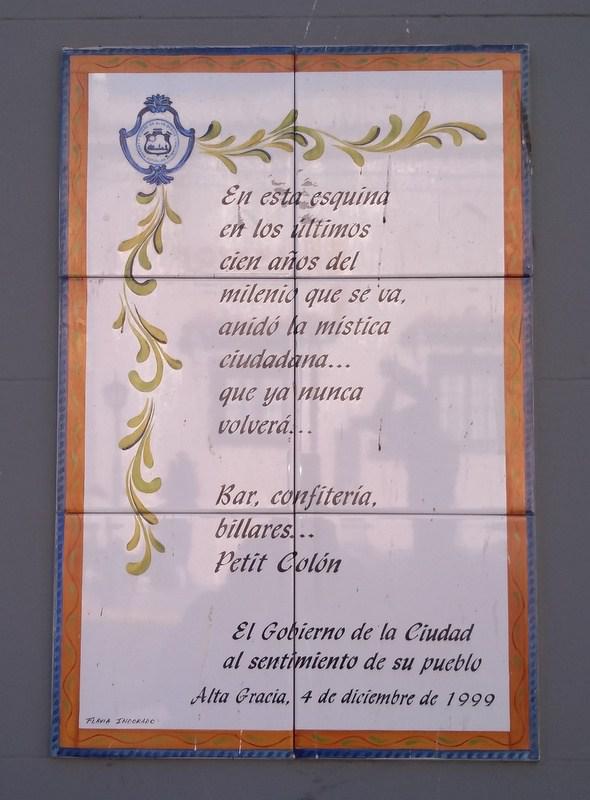 En esta esquina
en los últimos
cien años del
milenio que se va,
anidó la mística
ciudadana...
que ya nunca
volverá...
Bar, confitería,
billares...
Petit Colón
El Gobierno de la Ciudad
al sentimiento de su pueblo
Alta Gracia, 4 de diciembre de 1999
FLAVIA INDORADO